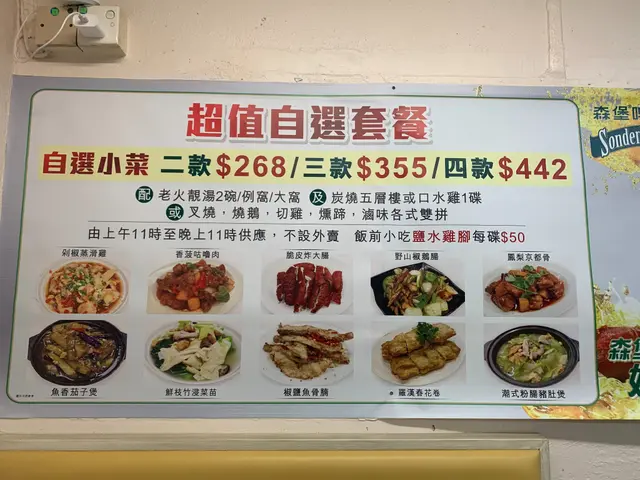 超值自選套餐
自選小菜 二款$268/三款$355/四款$442
配 老火靚湯2碗/例窩/大窩 及 炭燒五層樓或口水雞1碟
或 叉燒，燒鵝，切雞，燻蹄，滷味各式雙拼
由上午11時至晚上11時供應，不設外賣 飯前小吃鹽水雞腳每碟$50
剁椒蒸滑雞 香菠咕嚕肉 脆皮炸大腸 野山椒鵝腸 鳳梨京都骨
魚香茄子煲 鮮枝竹浸菜苗 椒鹽魚骨腩 羅漢春花卷 潮式粉腸豬肚煲
森堡
Sonder
森堡